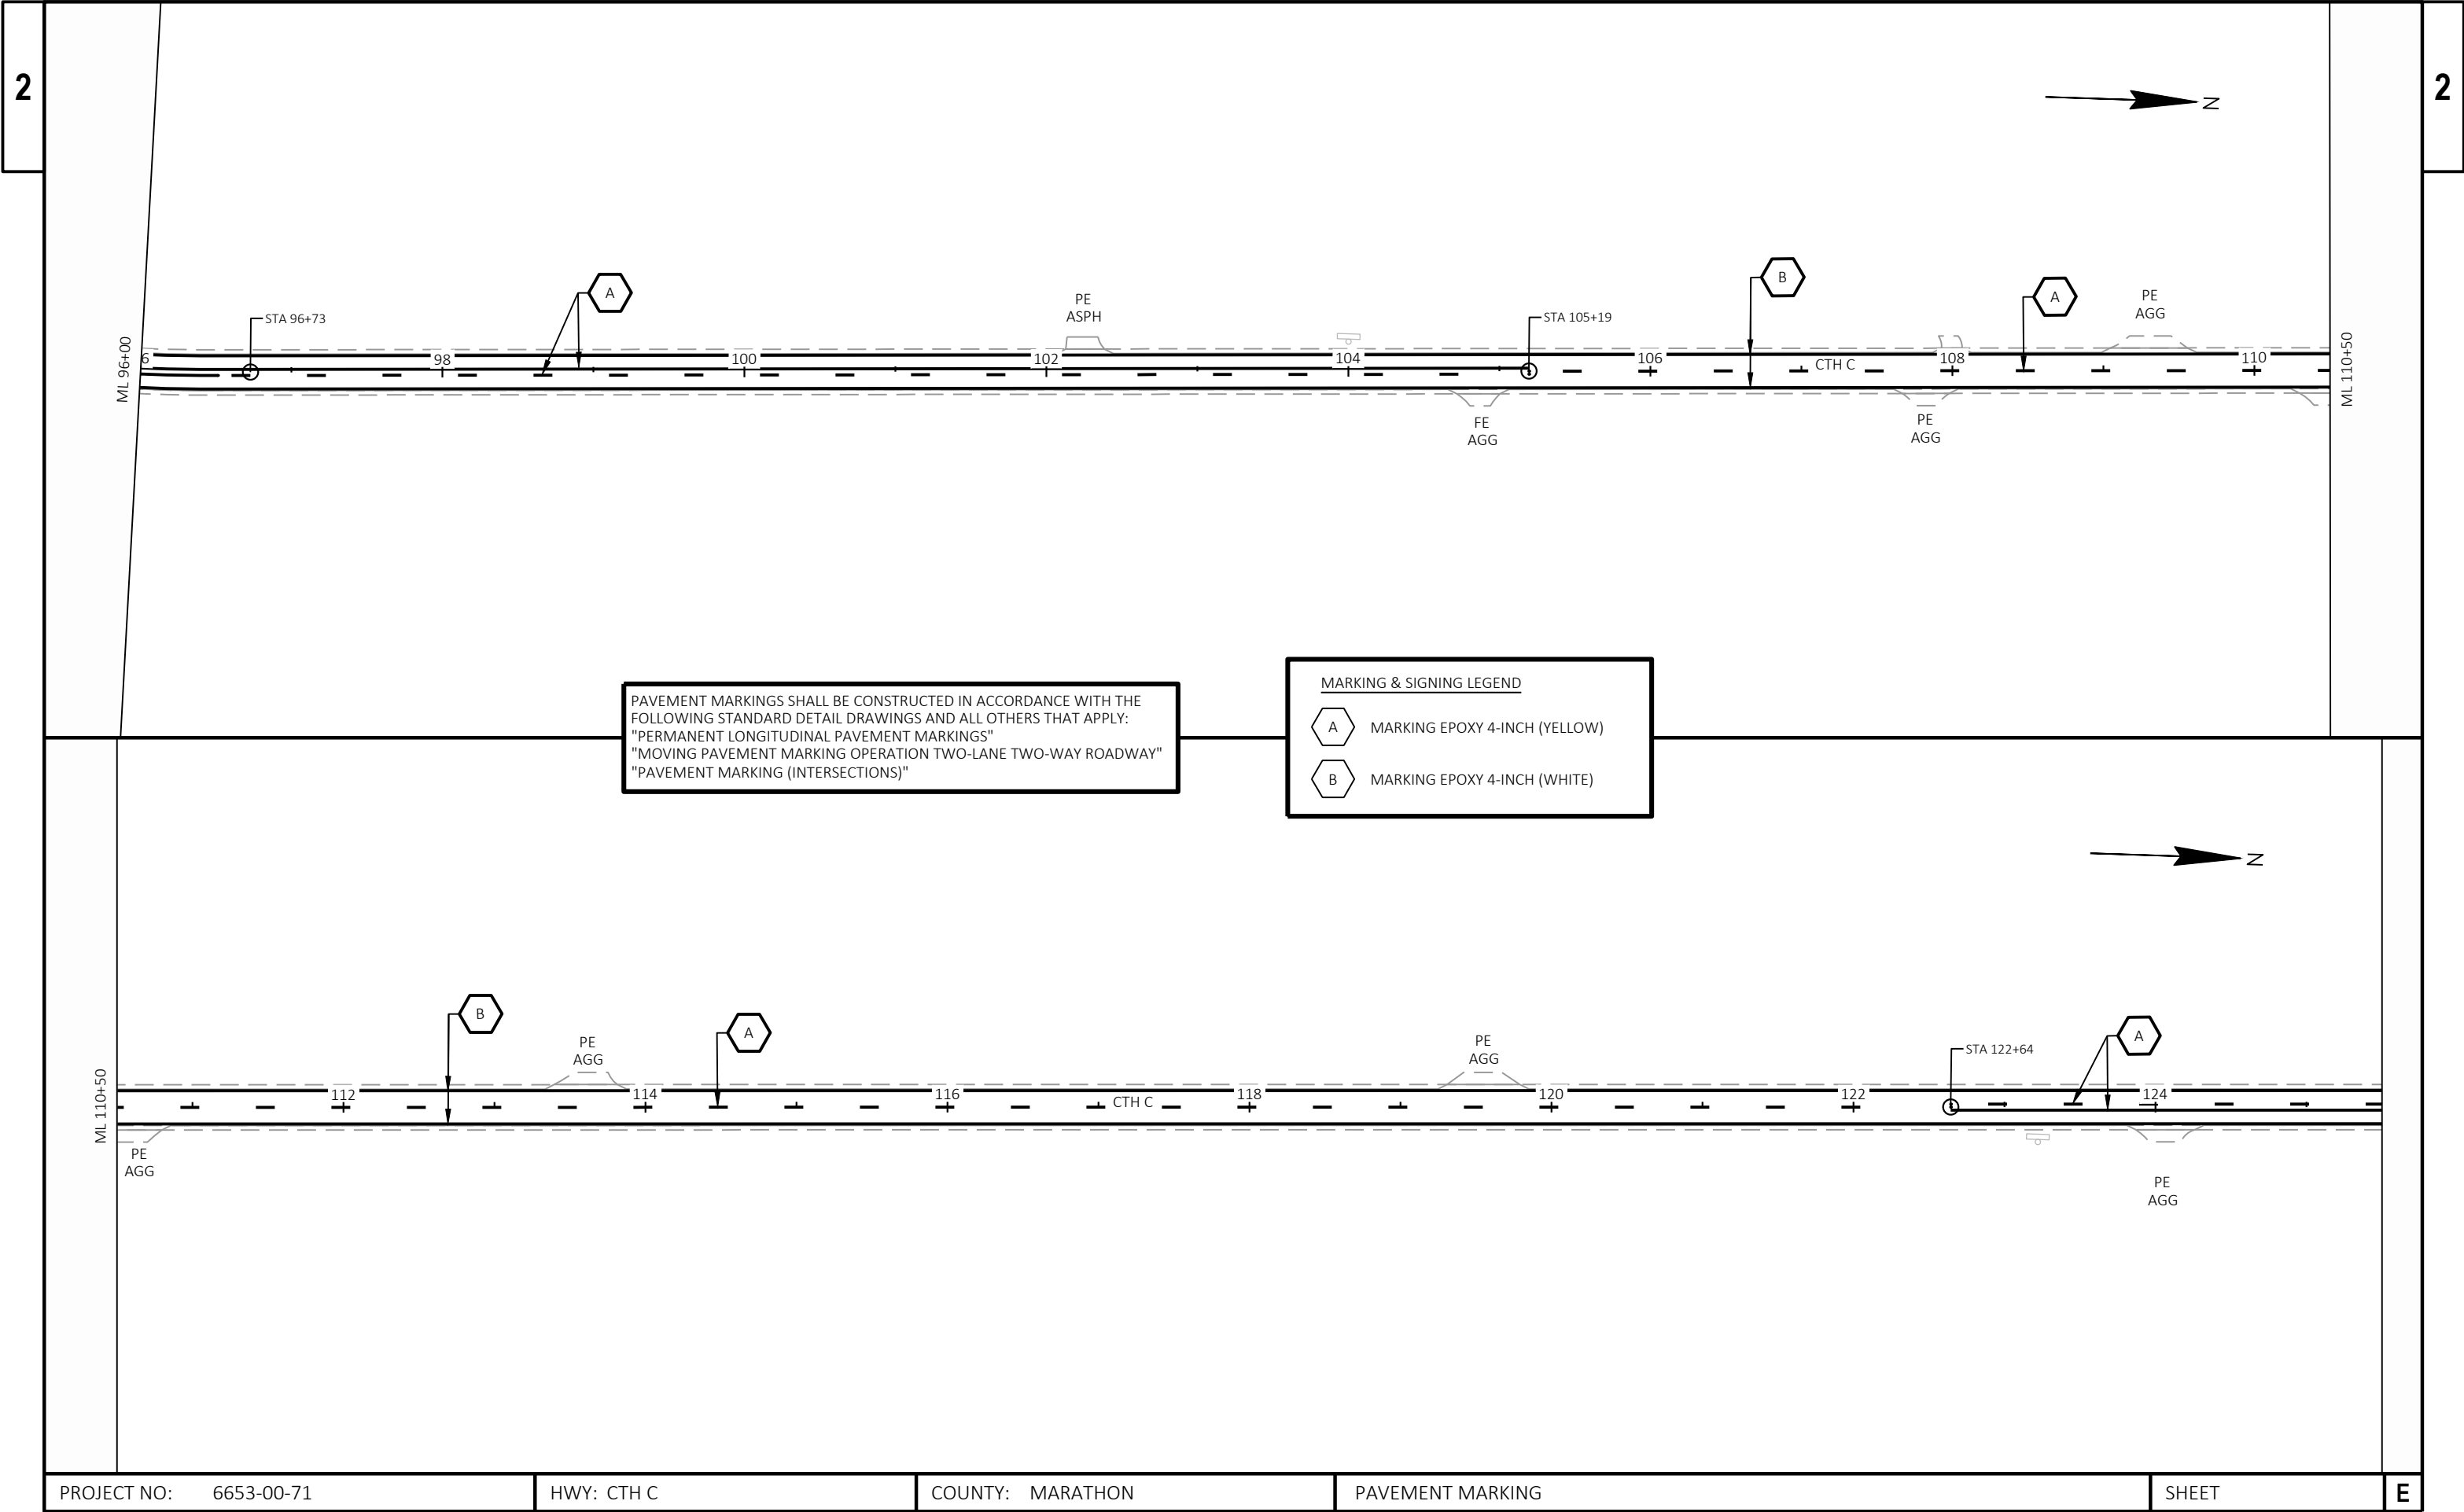 2
2
N
B
A
A
PE
ASPH
PE
AGG
STA 96+73
STA 105+19
ML 96+00
6
98
100
102
104
106
CTH C
108
110
ML 110+50
FE
AGG
PE
AGG
PAVEMENT MARKINGS SHALL BE CONSTRUCTED IN ACCORDANCE WITH THE
FOLLOWING STANDARD DETAIL DRAWINGS AND ALL OTHERS THAT APPLY:
"PERMANENT LONGITUDINAL PAVEMENT MARKINGS"
"MOVING PAVEMENT MARKING OPERATION TWO-LANE TWO-WAY ROADWAY"
"PAVEMENT MARKING (INTERSECTIONS)"
MARKING & SIGNING LEGEND
A MARKING EPOXY 4-INCH (YELLOW)
B MARKING EPOXY 4-INCH (WHITE)
N
B
A
A
PE
AGG
PE
AGG
STA 122+64
ML 110+50
112
114
116
CTH C
118
120
122
124
PE
AGG
PE
AGG
PROJECT NO: 6653-00-71
HWY: CTH C
COUNTY: MARATHON
PAVEMENT MARKING
SHEET
E